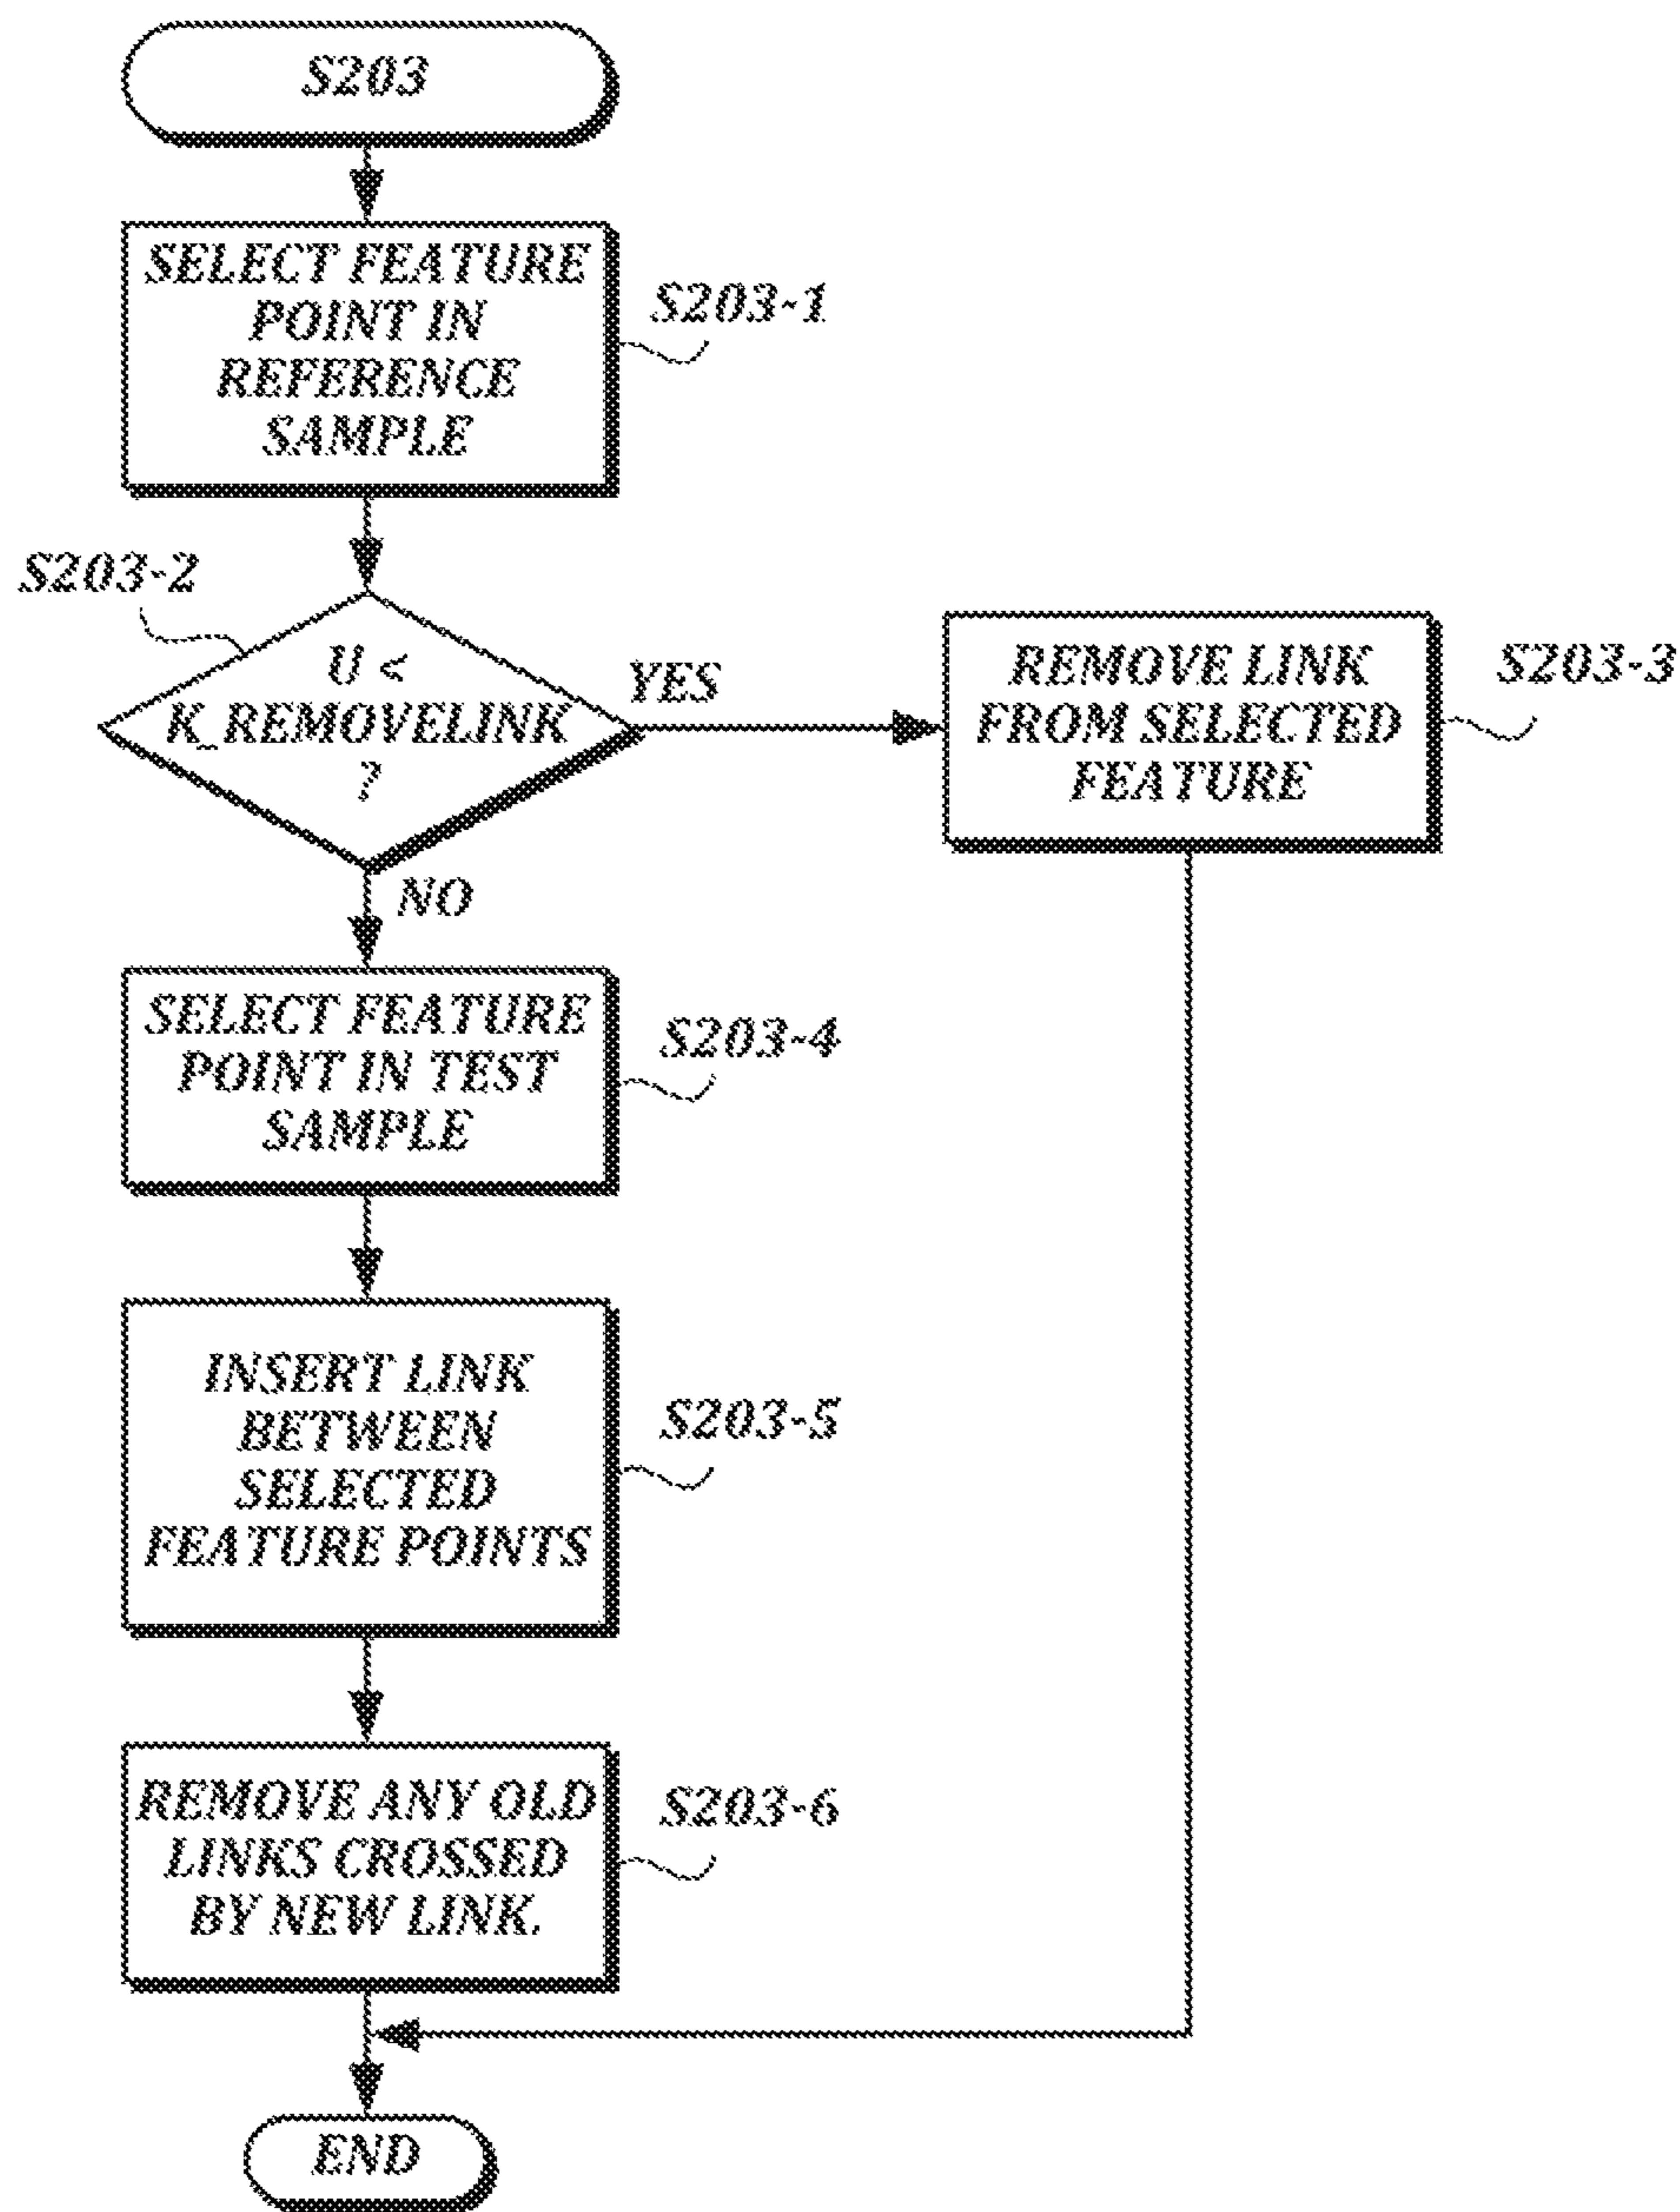 S203
SELECT FEATURE
POINT IN
REFERENCE
SAMPLE
S203-1
S203-2
U <
K_REMOVELINK
?
YES
REMOVE LINK
FROM SELECTED
FEATURE
S203-3
NO
SELECT FEATURE
POINT IN TEST
SAMPLE
S203-4
INSERT LINK
BETWEEN
SELECTED
FEATURE POINTS
S203-5
REMOVE ANY OLD
LINKS CROSSED
BY NEW LINK.
S203-6
END